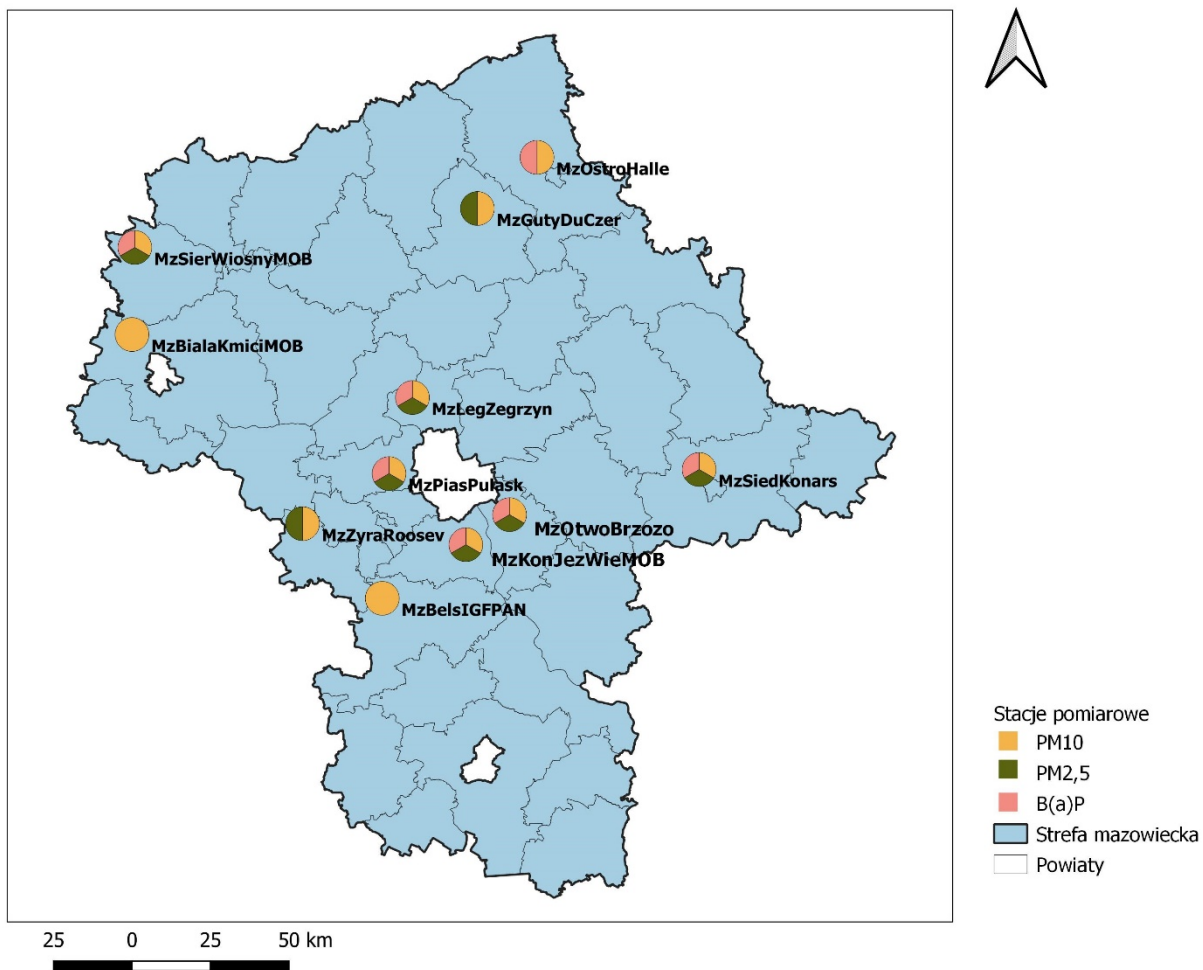 MzOstroHalle
MzGutyDuCzer
MzSierWiosnyMOB
MzBialaKmiciMOB
MzLegZegrzyn
MzPiasPulask
MzSiedKonars
MzOtwoBrzozo
MzZyraRoosev
MzKonJezWieMOB
MzBelsIGFPAN
Stacje pomiarowe
PM10
PM2,5
B(a)P
Strefa mazowiecka
Powiaty
25 0 25 50 km